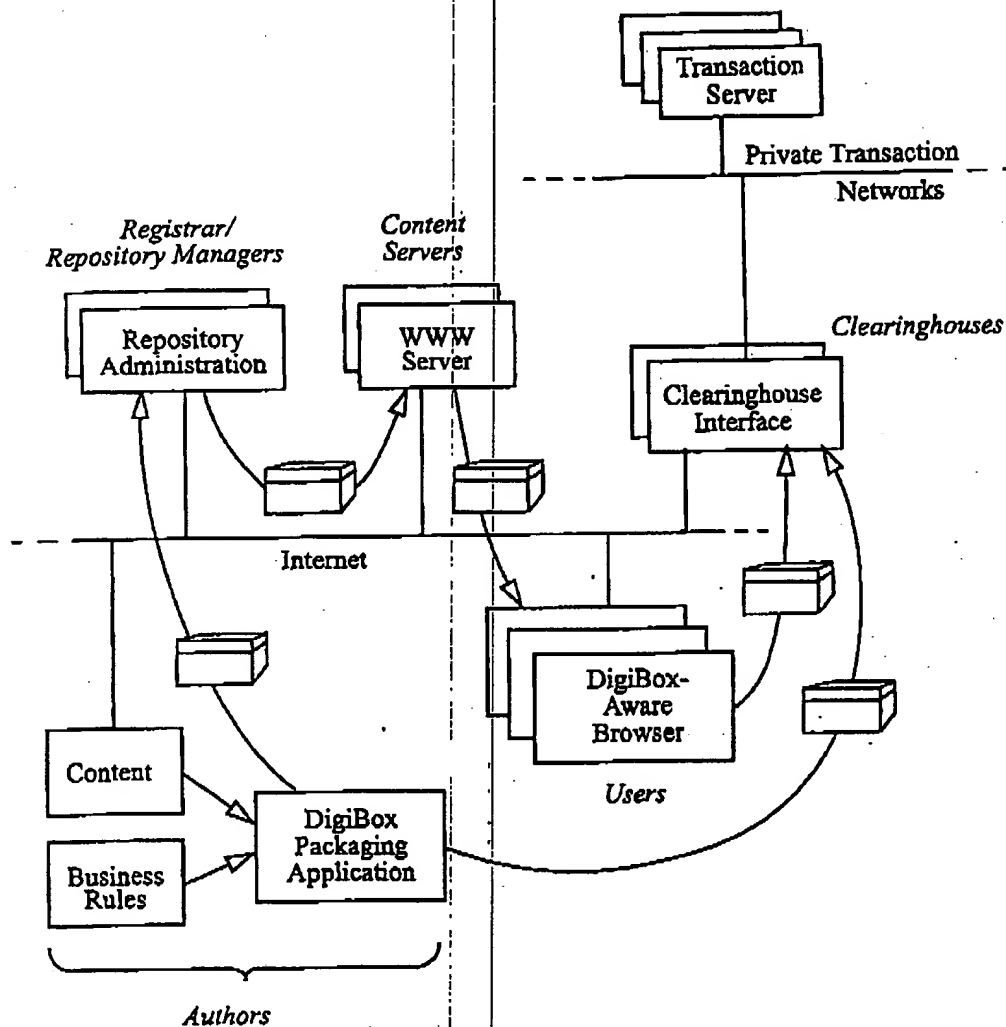 Transaction
Server
Private Transaction
Networks
Registrar/
Repository Managers
Content
Servers
Repository
Administration
WWW
Server
Clearinghouses
Clearinghouse
Interface
Internet
DigiBox-
Aware
Browser
Users
Content
Business
Rules
DigiBox
Packaging
Application
Authors